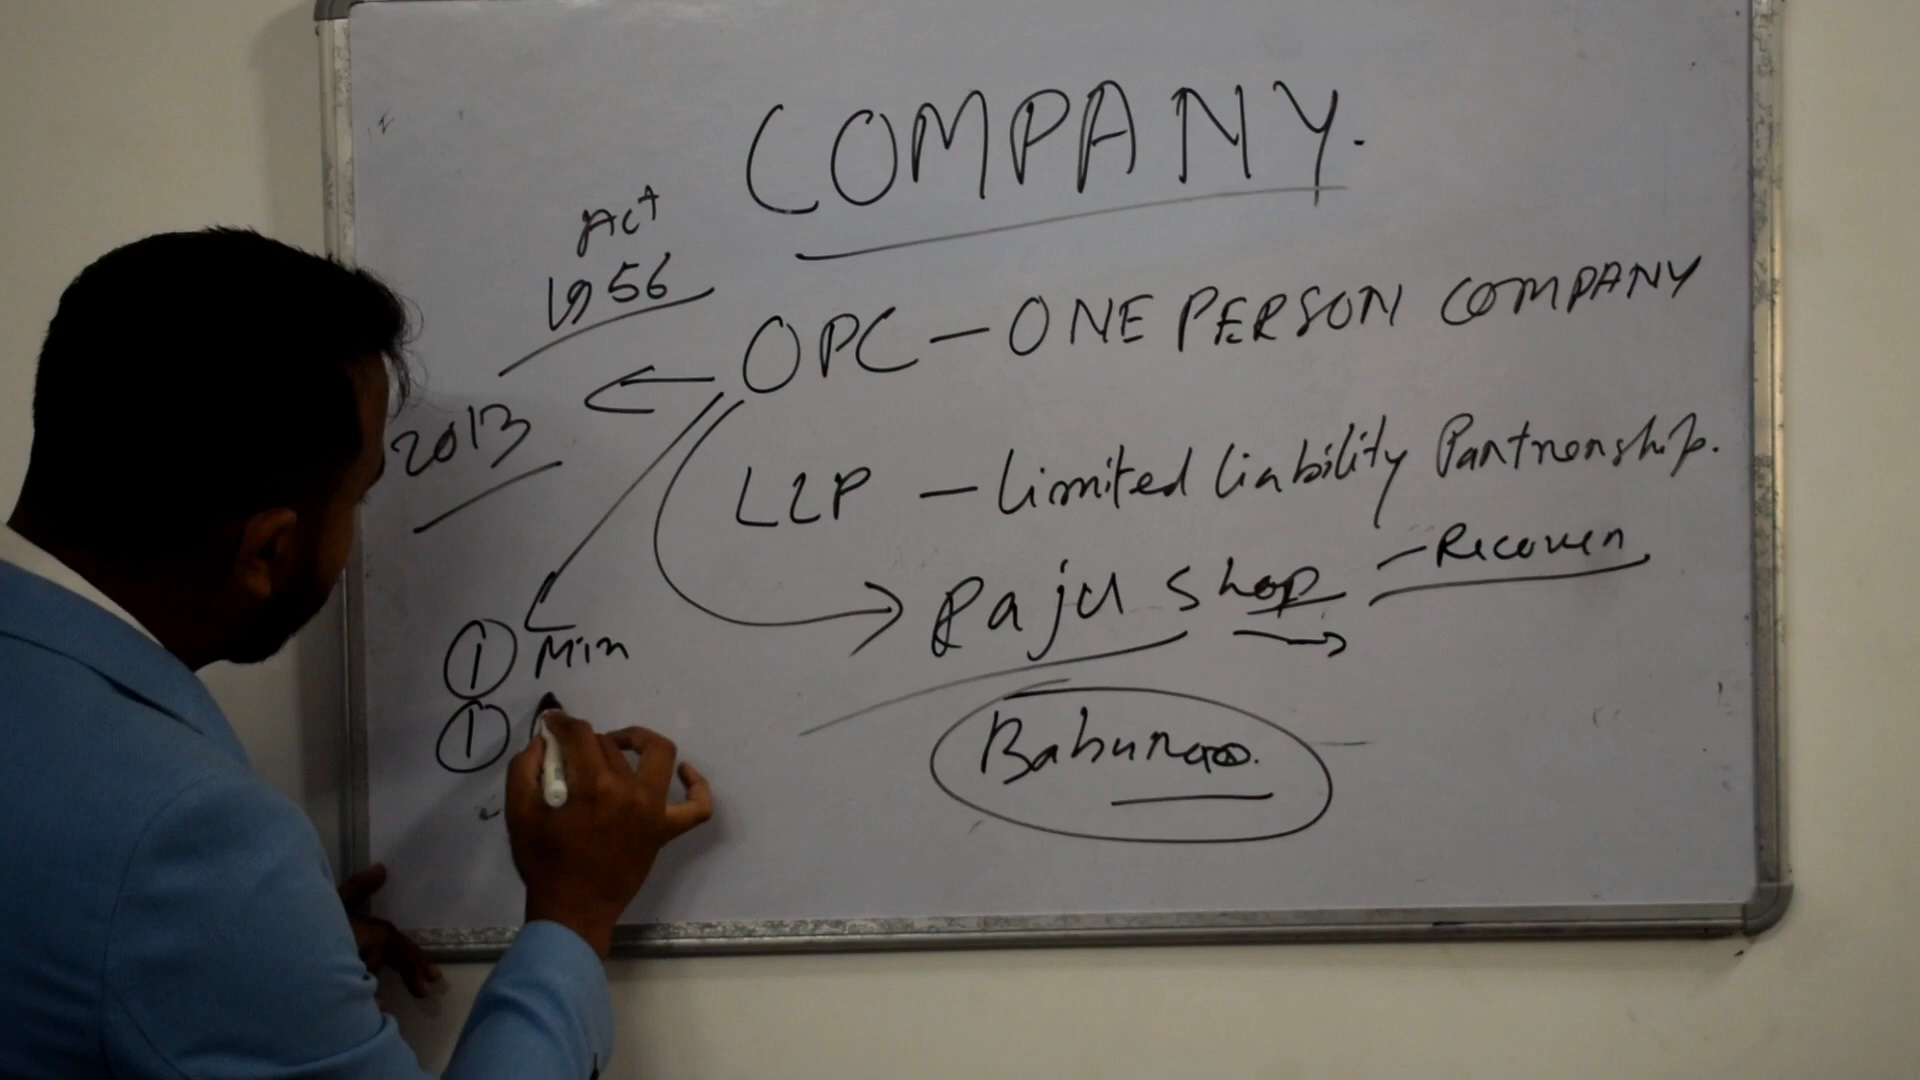 COMPANY.
Act
1956
OPC - ONE PERSON COMPANY
2013
LLP - Limited Liability Partnership.
Raju Shop - Recover
① Min
Baburao.
①